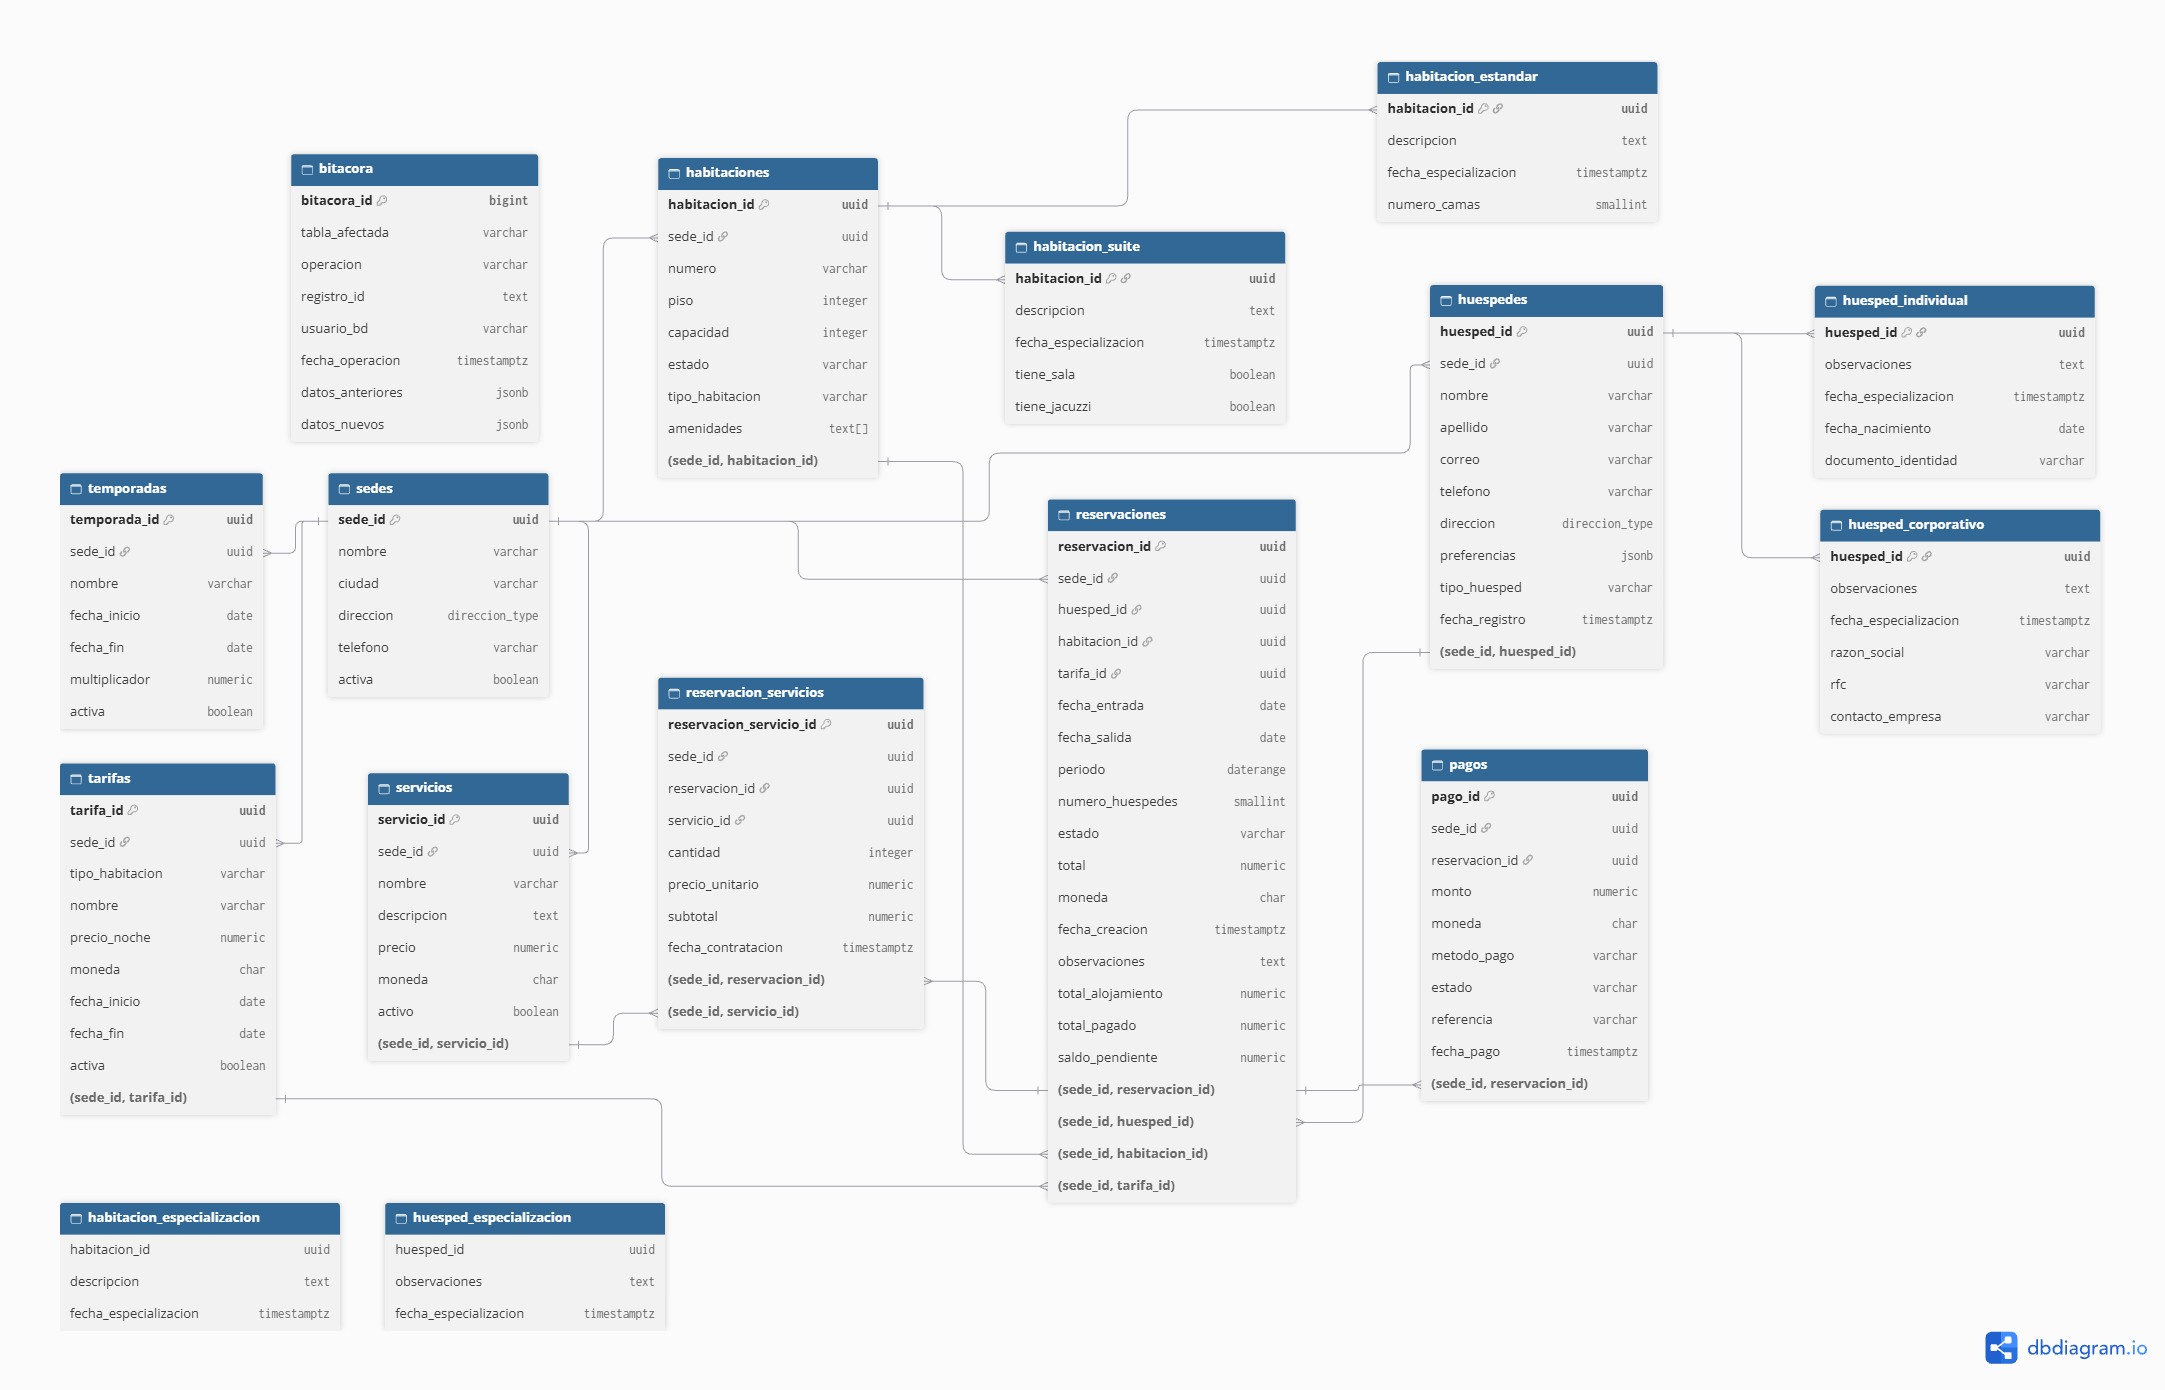 habitacion_estandar
habitacion_id uuid
descripcion text
fecha_especializacion timestamptz
numero_camas smallint
bitacora
bitacora_id bigint
tabla_afectada varchar
operacion varchar
registro_id text
usuario_bd varchar
fecha_operacion timestamptz
datos_anteriores jsonb
datos_nuevos jsonb
habitaciones
habitacion_id uuid
sede_id uuid
numero varchar
piso integer
capacidad integer
estado varchar
tipo_habitacion varchar
amenidades text[]
(sede_id, habitacion_id)
habitacion_suite
habitacion_id uuid
descripcion text
fecha_especializacion timestamptz
tiene_sala boolean
tiene_jacuzzi boolean
huespedes
huesped_id uuid
sede_id uuid
nombre varchar
apellido varchar
correo varchar
telefono varchar
direccion direccion_type
preferencias jsonb
tipo_huesped varchar
fecha_registro timestamptz
(sede_id, huesped_id)
huesped_individual
huesped_id uuid
observaciones text
fecha_especializacion timestamptz
fecha_nacimiento date
documento_identidad varchar
temporadas
temporada_id uuid
sede_id uuid
nombre varchar
fecha_inicio date
fecha_fin date
multiplicador numeric
activa boolean
sedes
sede_id uuid
nombre varchar
ciudad varchar
direccion direccion_type
telefono varchar
activa boolean
reservaciones
reservacion_id uuid
sede_id uuid
huesped_id uuid
habitacion_id uuid
tarifa_id uuid
fecha_entrada date
fecha_salida date
periodo daterange
numero_huespedes smallint
estado varchar
total numeric
moneda char
fecha_creacion timestamptz
observaciones text
total_alojamiento numeric
total_pagado numeric
saldo_pendiente numeric
(sede_id, reservacion_id)
(sede_id, huesped_id)
(sede_id, habitacion_id)
(sede_id, tarifa_id)
huesped_corporativo
huesped_id uuid
observaciones text
fecha_especializacion timestamptz
razon_social varchar
rfc varchar
contacto_empresa varchar
reservacion_servicios
reservacion_servicio_id uuid
sede_id uuid
reservacion_id uuid
servicio_id uuid
cantidad integer
precio_unitario numeric
subtotal numeric
fecha_contratacion timestamptz
(sede_id, reservacion_id)
(sede_id, servicio_id)
pagos
pago_id uuid
sede_id uuid
reservacion_id uuid
monto numeric
moneda char
metodo_pago varchar
estado varchar
referencia varchar
fecha_pago timestamptz
(sede_id, reservacion_id)
tarifas
tarifa_id uuid
sede_id uuid
tipo_habitacion varchar
nombre varchar
precio_noche numeric
moneda char
fecha_inicio date
fecha_fin date
activa boolean
(sede_id, tarifa_id)
servicios
servicio_id uuid
sede_id uuid
nombre varchar
descripcion text
precio numeric
moneda char
activo boolean
(sede_id, servicio_id)
habitacion_especializacion
habitacion_id uuid
descripcion text
fecha_especializacion timestamptz
huesped_especializacion
huesped_id uuid
observaciones text
fecha_especializacion timestamptz
dbdiagram.io